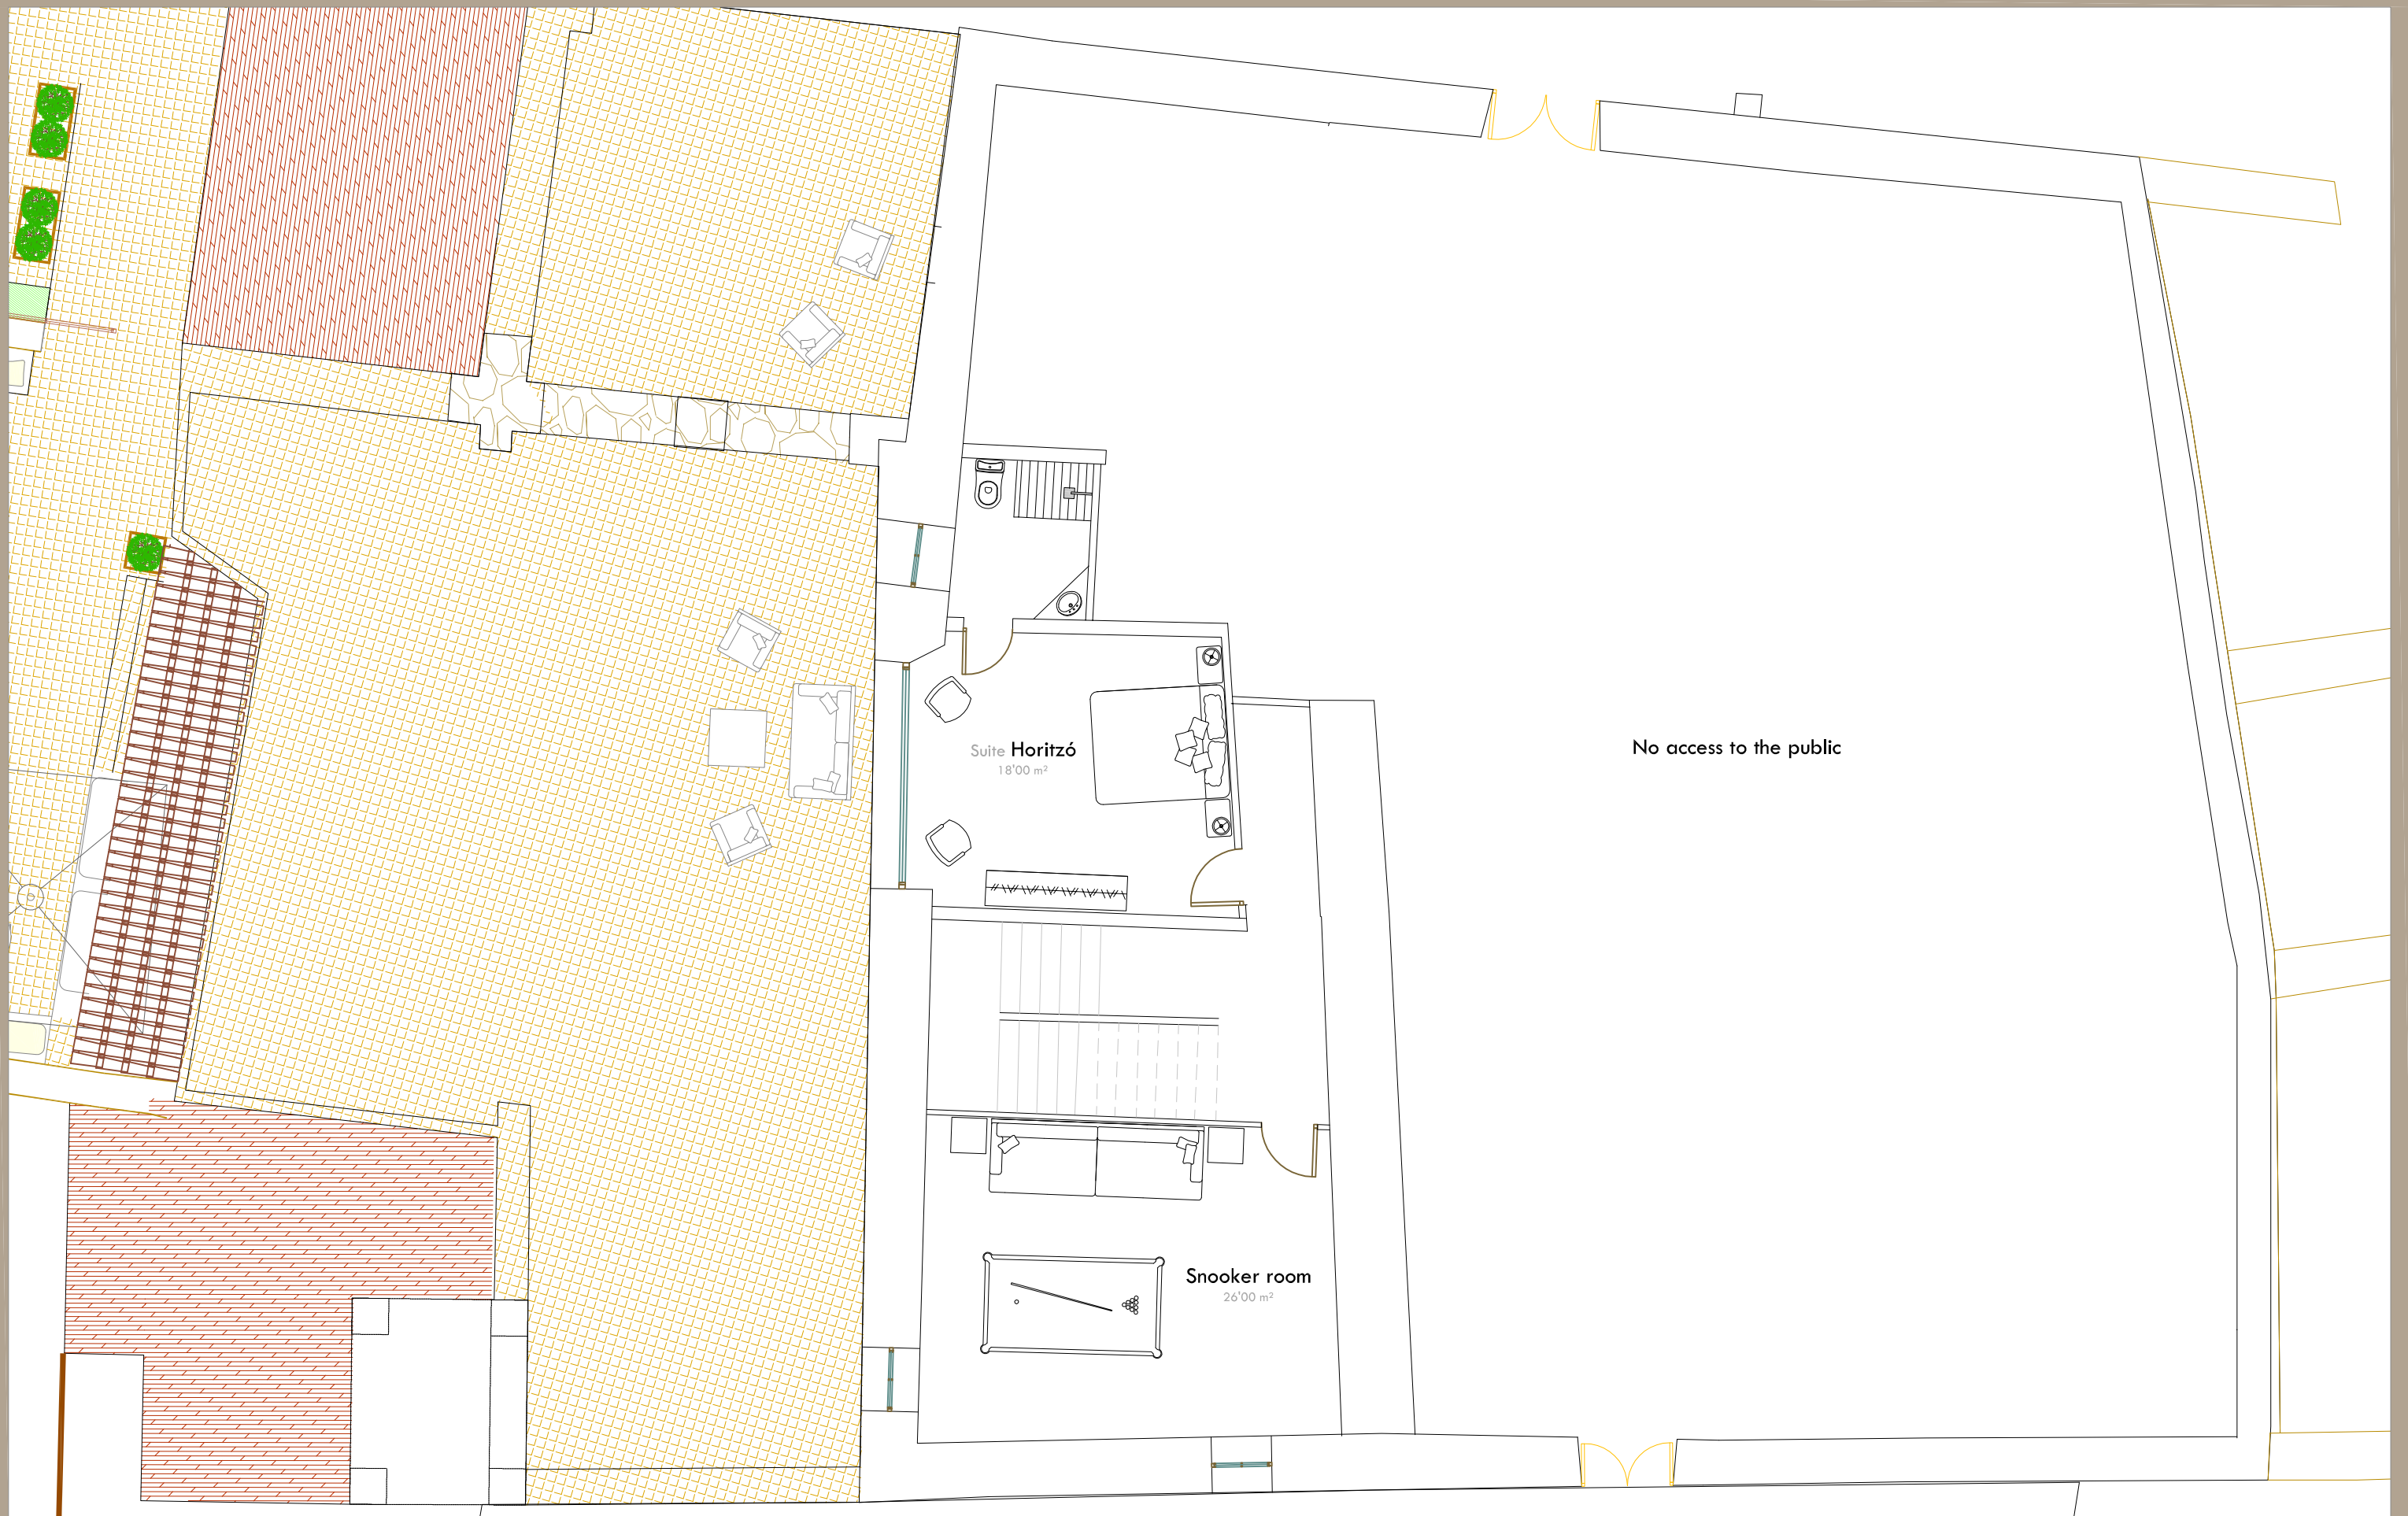 No access to the public
Suite Horitzó
18'00 m²
Snooker room
26'00 m²